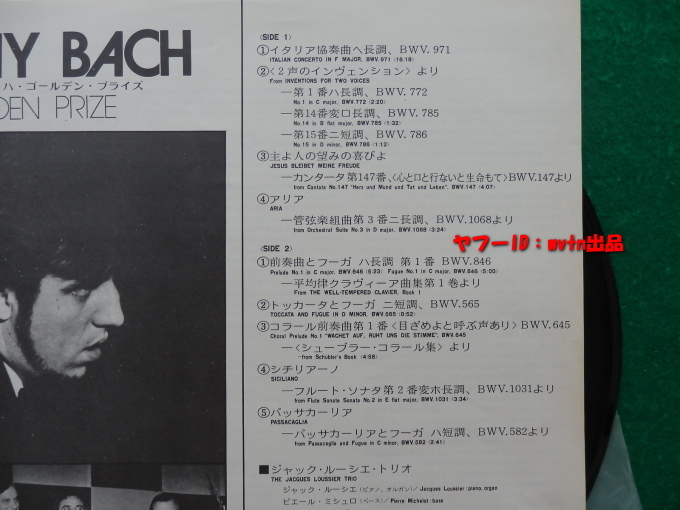 Y BACH
ハ・ゴールデン・プライズ
DEN PRIZE
〈SIDE 1〉
①イタリア協奏曲ヘ長調、BWV.971
ITALIAN CONCERTO IN F MAJOR, BWV.971 (16:18)
②〈2声のインヴェンション〉より
From INVENTIONS FOR TWO VOICES
—第1番ハ長調、BWV.772
No.1 in C major, BWV.772 (2:20)
—第14番変ロ長調、BWV.785
No.14 in B flat major, BWV.785 (1:32)
—第15番ニ短調、BWV.786
No.15 in D minor, BWV.786 (1:12)
③主よ人の望みの喜びよ
JESUS BLEIBET MEINE FREUDE
—カンタータ第147番、〈心と口と行ないと生命もて〉BWV.147より
from Cantata No.147 "Herz und Mund und Tat und Leben", BWV.147 (4:07)
④アリア
ARIA
—管弦楽組曲第3番ニ長調、BWV.1068より
from Orchestral Suite No.3 in D major, BWV.1068 (3:24)
ヤフーID：mvtn出品
〈SIDE 2〉
①前奏曲とフーガ ハ長調 第1番 BWV.846
Prelude No.1 in C major, BWV.846 (6:23) Fugue No.1 in C major, BWV.846 (5:00)
—平均律クラヴィーア曲集第1巻より
From THE WELL-TEMPERED CLAVIER, Book I
②トッカータとフーガ ニ短調、BWV.565
TOCCATA AND FUGUE IN D MINOR, BWV.565 (8:52)
③コラール前奏曲第1番〈目ざめよと呼ぶ声あり〉BWV.645
Choral Prelude No.1 "WACHET AUF, RUHT UNS DIE STIMME", BWV.645
—〈シューブラー・コラール集〉より
—from Schübler's Book (4:58)
④シチリアーノ
SICILIANO
—フルート・ソナタ第2番変ホ長調、BWV.1031より
from Flute Sonate Sonata No.2 in E flat major, BWV.1031 (3:34)
⑤パッサカーリア
PASSACAGLIA
—パッサカーリアとフーガ ハ短調、BWV.582より
from Passacaglia and Fugue in C minor, BWV.582 (2:41)
■ジャック・ルーシエ・トリオ
THE JACQUES LOUSSIER TRIO
ジャック・ルーシエ(ピアノ、オルガン)/Jacques Loussier:piano, organ
ピエール・ミシュロ(ベース)/Pierre Michelot:bass